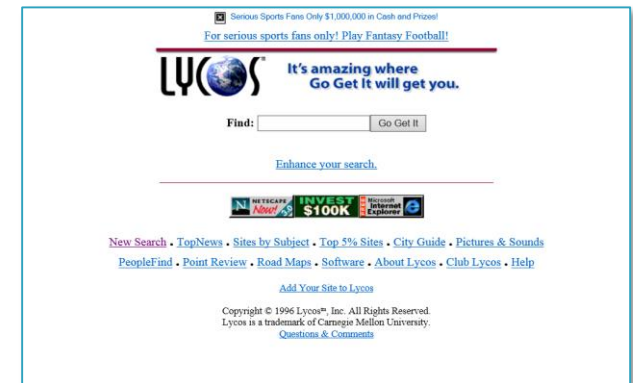 Serious Sports Fans Only $1,000,000 in Cash and Prizes!
For serious sports fans only! Play Fantasy Football!
LYCOS
It's amazing where
Go Get It will get you.
Find: Go Get It
Enhance your search.
NETSCAPE Now! INVEST $100K Microsoft Internet Explorer
New Search • TopNews • Sites by Subject • Top 5% Sites • City Guide • Pictures & Sounds
PeopleFind • Point Review • Road Maps • Software • About Lycos • Club Lycos • Help
Add Your Site to Lycos
Copyright © 1996 Lycos™, Inc. All Rights Reserved.
Lycos is a trademark of Carnegie Mellon University.
Questions & Comments